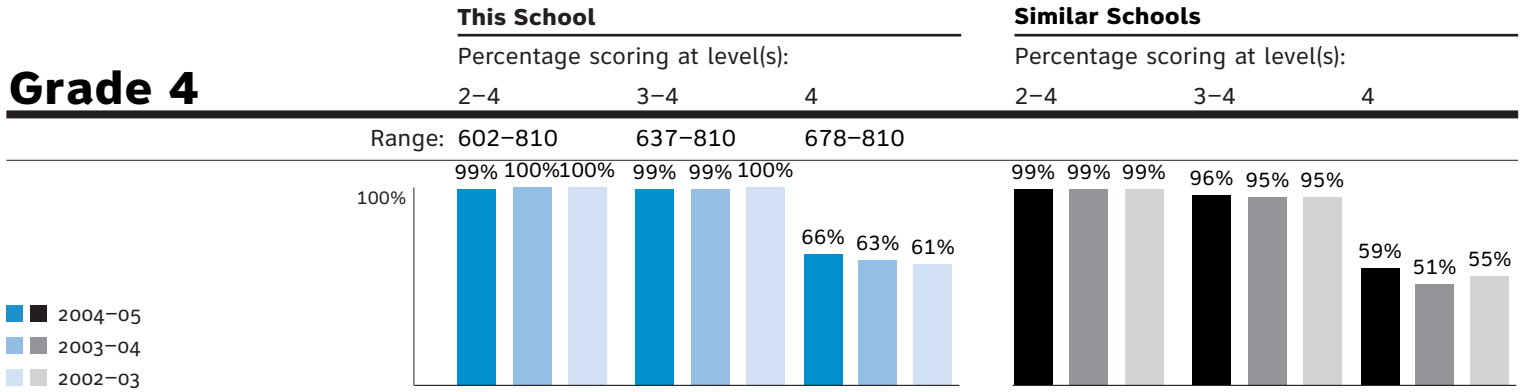 This School Similar Schools
Percentage scoring at level(s): Percentage scoring at level(s):
Grade 4 2–4 3–4 4 2–4 3–4 4
Range: 602–810 637–810 678–810
99% 100% 100% 99% 99% 100% 99% 99% 99% 96% 95% 95%
100%
66% 63% 61% 59% 51% 55%
2004–05
2003–04
2002–03